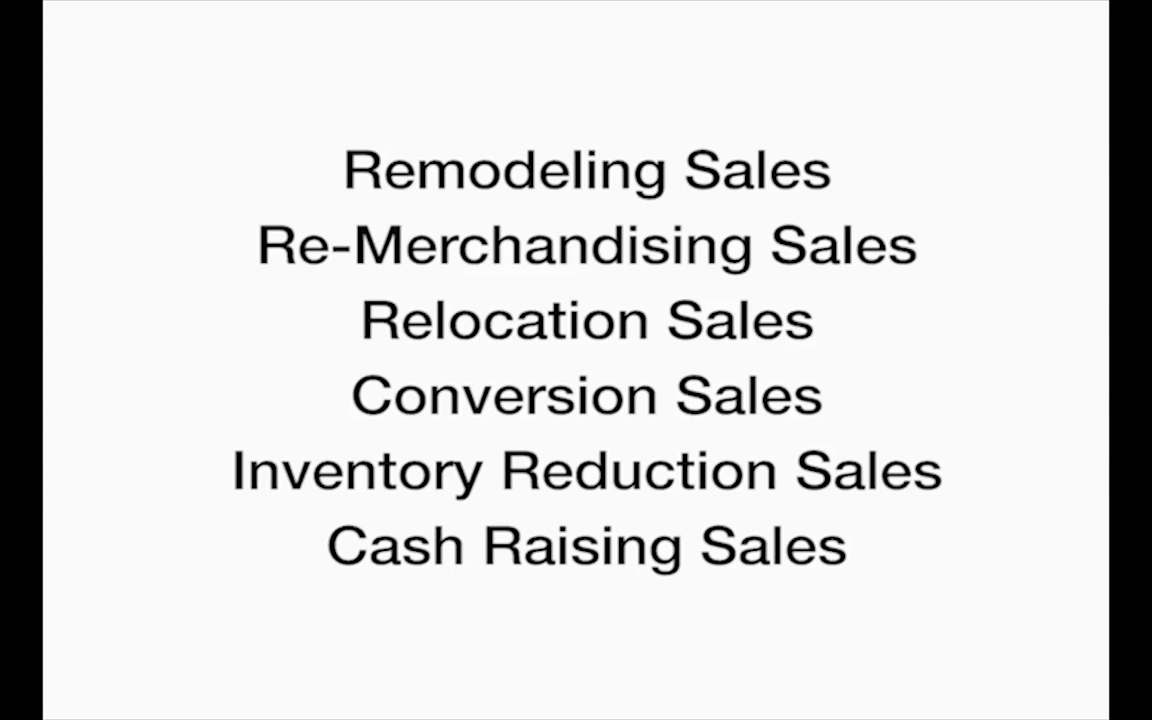 Remodeling Sales
Re-Merchandising Sales
Relocation Sales
Conversion Sales
Inventory Reduction Sales
Cash Raising Sales